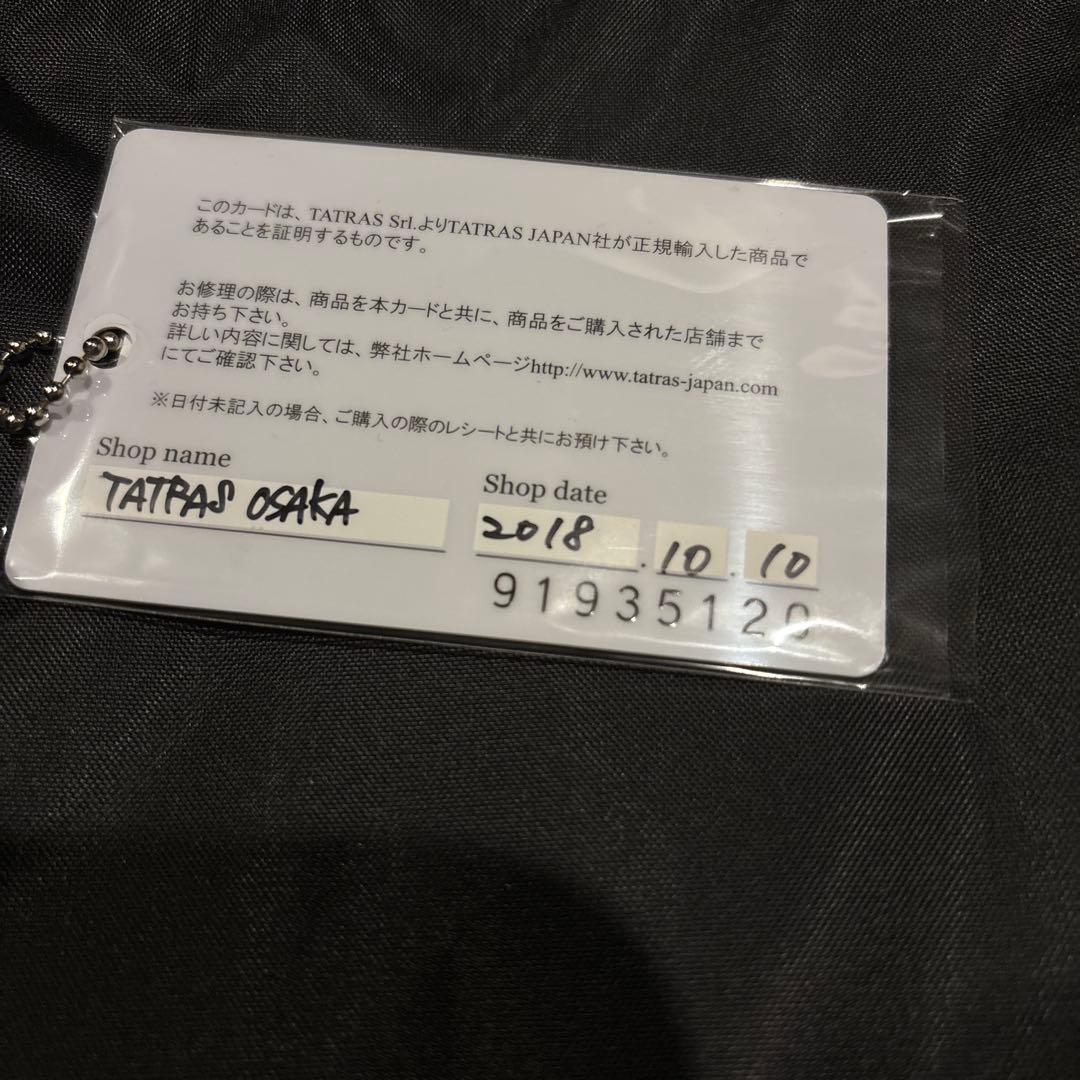 このカードは、TATRAS Srl.よりTATRAS JAPAN社が正規輸入した商品で
あることを証明するものです。
お修理の際は、商品を本カードと共に、商品をご購入された店舗まで
お持ち下さい。
詳しい内容に関しては、弊社ホームページhttp://www.tatras-japan.com
にてご確認下さい。
※日付未記入の場合、ご購入の際のレシートと共にお預け下さい。
Shop name
TATRAS OSAKA
Shop date
2018.10.10
91935120